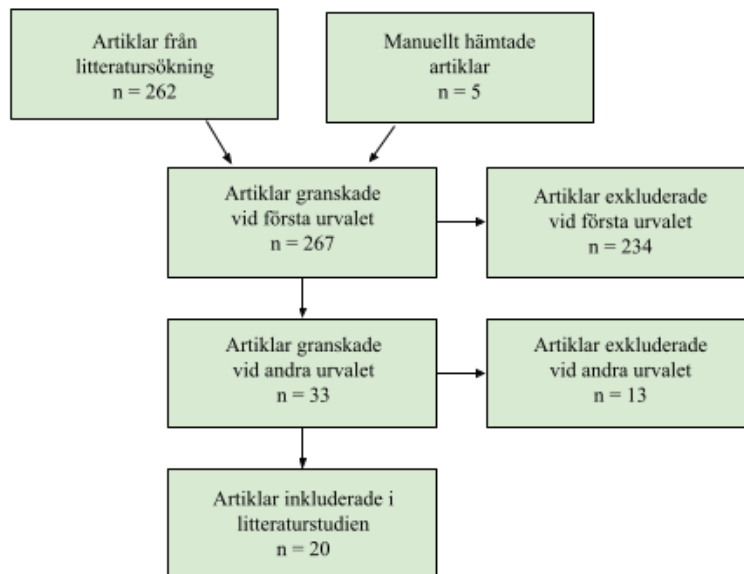 Artiklar från
litteratursökning
n = 262
Manuellt hämtade
artiklar
n = 5
Artiklar granskade
vid första urvalet
n = 267
Artiklar exkluderade
vid första urvalet
n = 234
Artiklar granskade
vid andra urvalet
n = 33
Artiklar exkluderade
vid andra urvalet
n = 13
Artiklar inkluderade i
litteraturstudien
n = 20